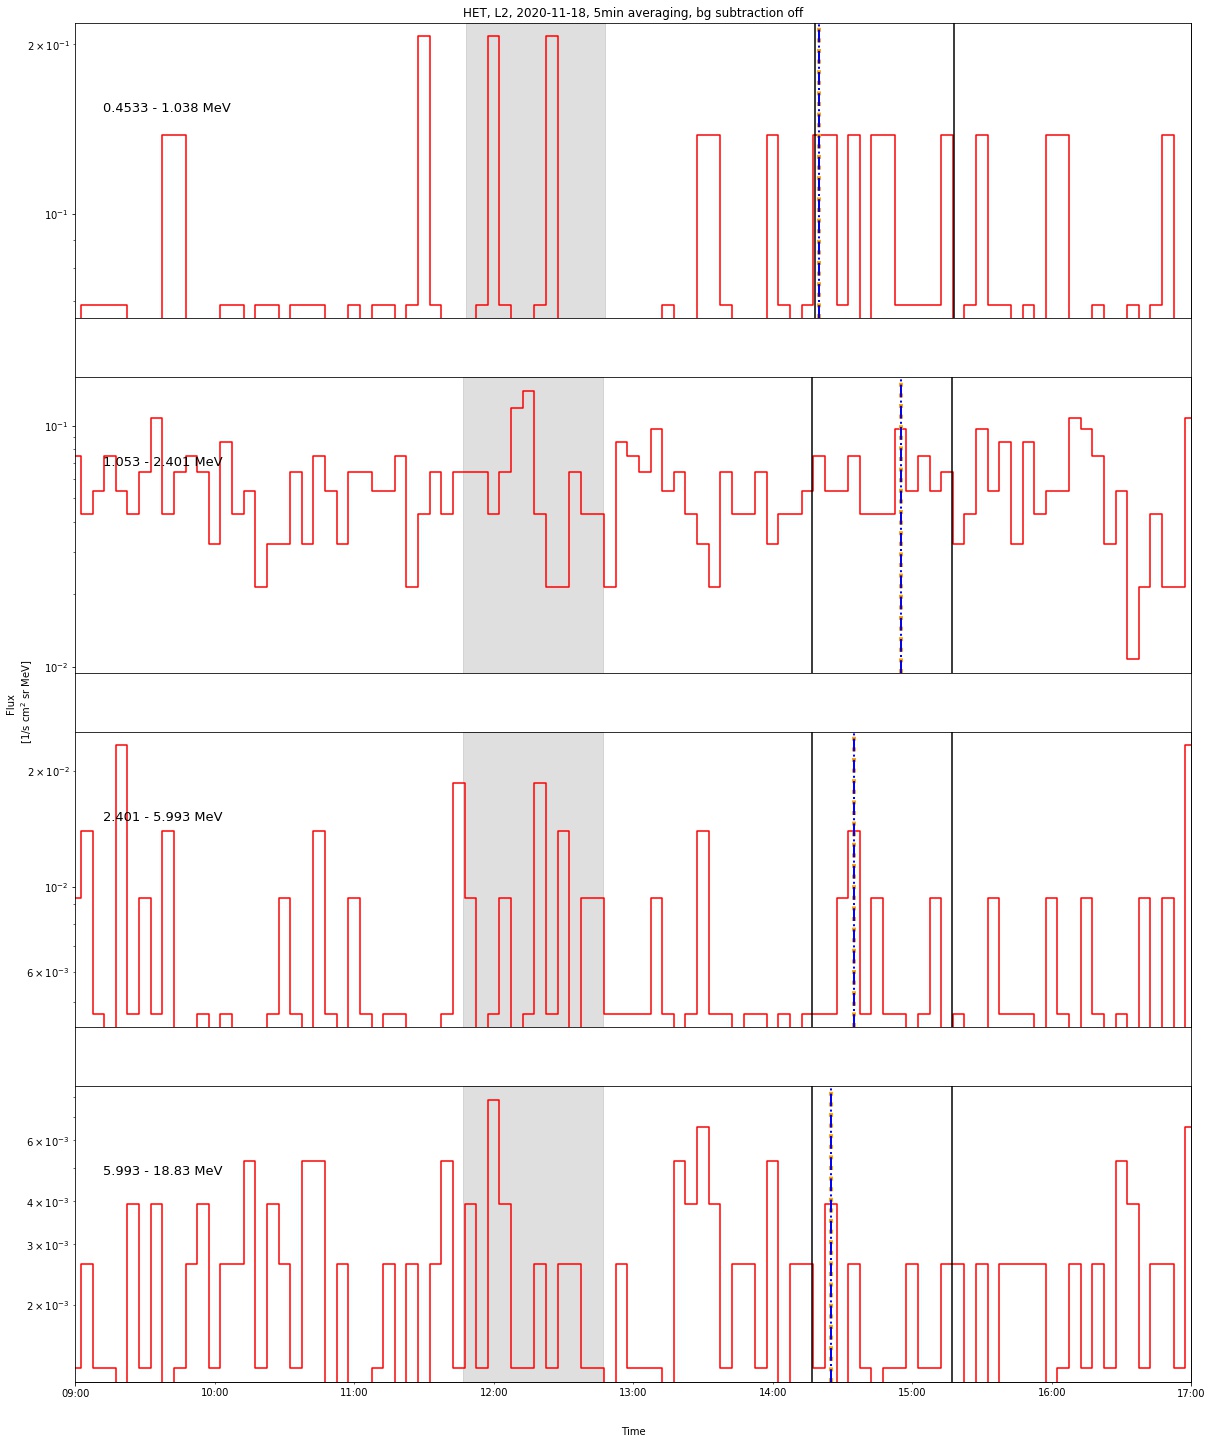 HET, L2, 2020-11-18, 5min averaging, bg subtraction off
2 × 10⁻¹
0.4533 - 1.038 MeV
10⁻¹
10⁻¹
1.053 - 2.401 MeV
10⁻²
Flux
[1/s cm² sr MeV]
2 × 10⁻²
2.401 - 5.993 MeV
10⁻²
6 × 10⁻³
6 × 10⁻³
5.993 - 18.83 MeV
4 × 10⁻³
3 × 10⁻³
2 × 10⁻³
09:00 10:00 11:00 12:00 13:00 14:00 15:00 16:00 17:00
Time